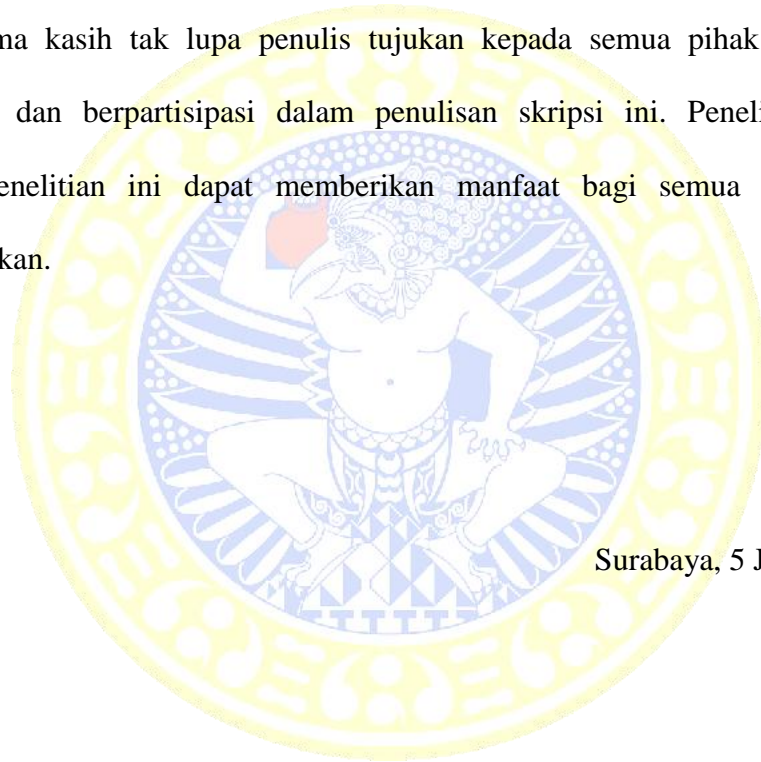 ma kasih tak lupa penulis tujukan kepada semua pihak
dan berpartisipasi dalam penulisan skripsi ini. Peneli
enelitian ini dapat memberikan manfaat bagi semua
kan.
Surabaya, 5 J